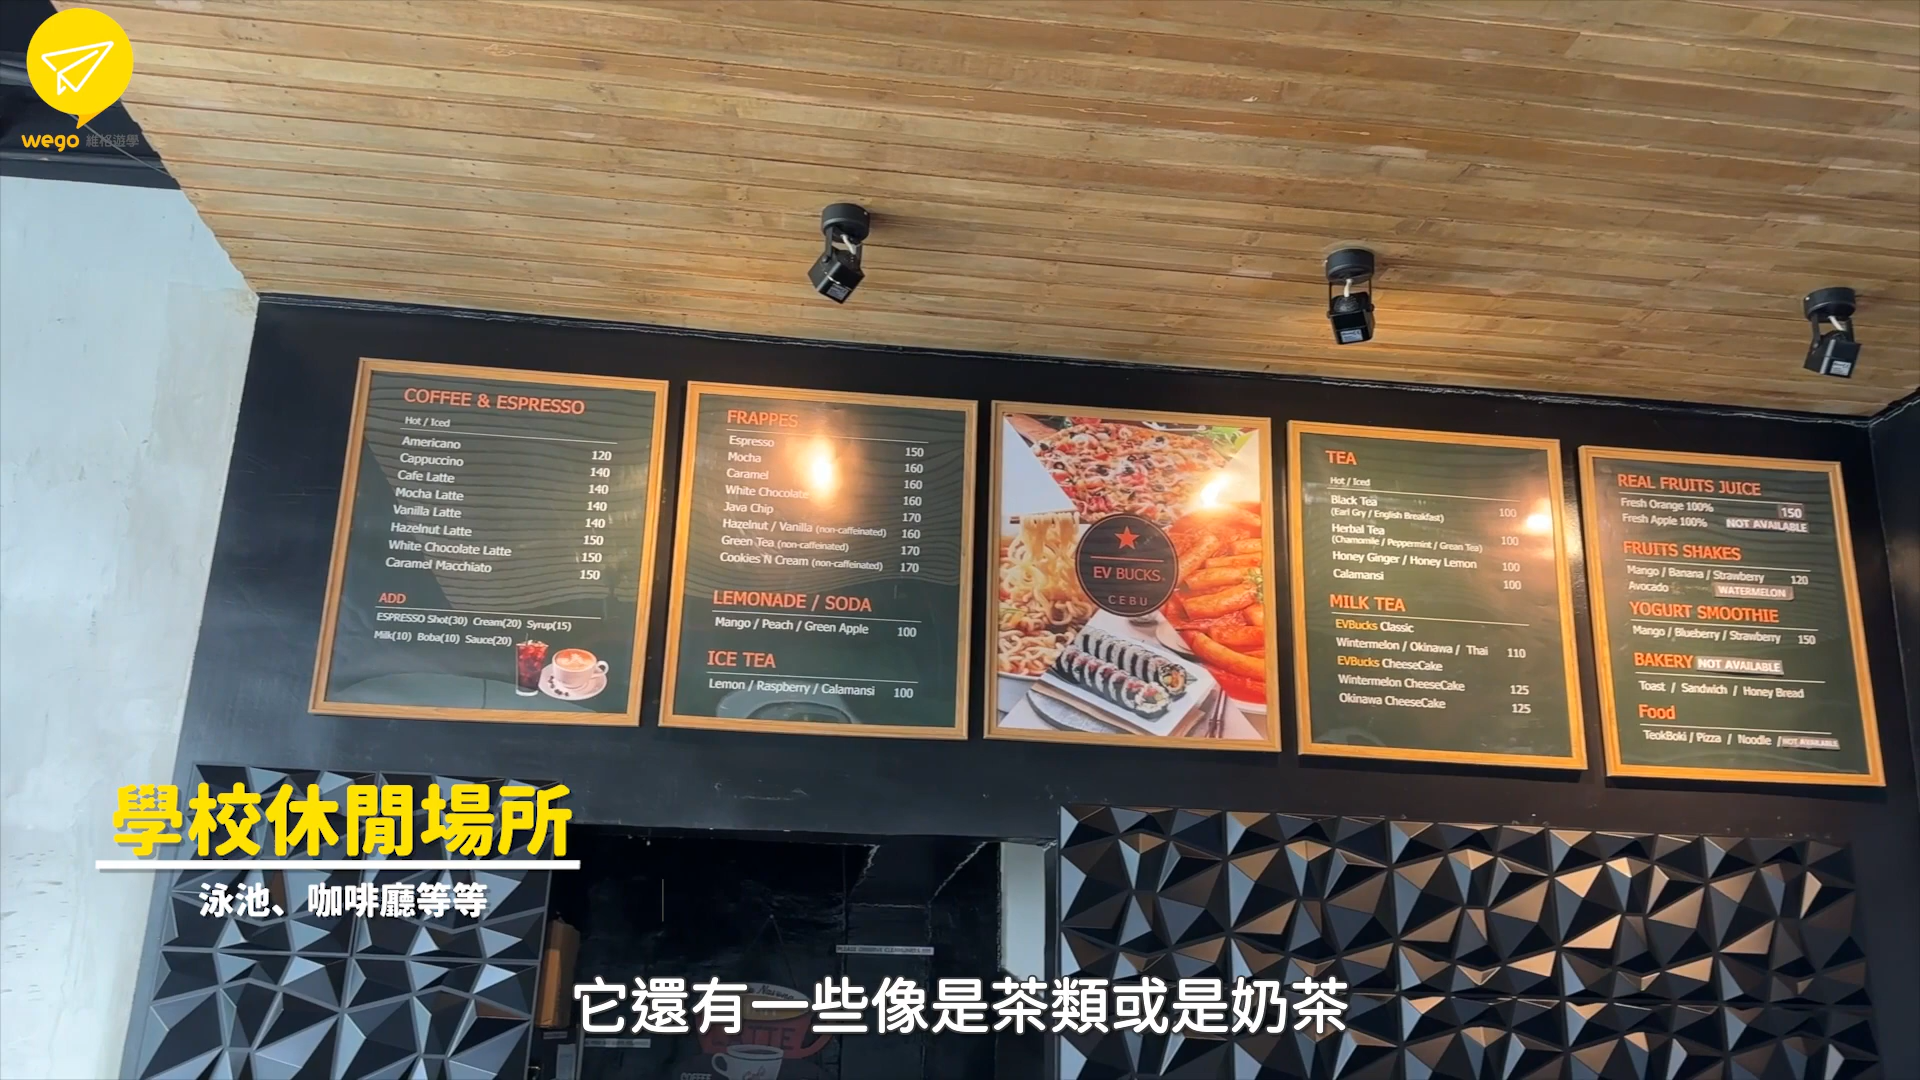 wego 維格遊學
COFFEE & ESPRESSO
Hot / Iced
Americano 120
Cappuccino 140
Cafe Latte 140
Mocha Latte 140
Vanilla Latte 140
Hazelnut Latte 150
White Chocolate Latte 150
Caramel Macchiato 150
ADD
ESPRESSO Shot(30) Cream(20) Syrup(15)
Milk(10) Boba(10) Sauce(20)
FRAPPES
Espresso 150
Mocha 160
Caramel 160
White Chocolate 160
Java Chip 170
Hazelnut / Vanilla (non-caffeinated) 160
Green Tea (non-caffeinated) 170
Cookies'N Cream (non-caffeinated) 170
LEMONADE / SODA
Mango / Peach / Green Apple 100
ICE TEA
Lemon / Raspberry / Calamansi 100
EV BUCKS
CEBU
TEA
Hot / Iced
Black Tea
(Earl Gry / English Breakfast) 100
Herbal Tea
(Chamomile / Peppermint / Grean Tea) 100
Honey Ginger / Honey Lemon 100
Calamansi 100
MILK TEA
EVBucks Classic
Wintermelon / Okinawa / Thai 110
EVBucks CheeseCake
Wintermelon CheeseCake 125
Okinawa CheeseCake 125
REAL FRUITS JUICE
Fresh Orange 100% 150
Fresh Apple 100% NOT AVAILABLE
FRUITS SHAKES
Mango / Banana / Strawberry 120
Avocado WATERMELON
YOGURT SMOOTHIE
Mango / Blueberry / Strawberry 150
BAKERY NOT AVAILABLE
Toast / Sandwich / Honey Bread
Food
TeokBoki / Pizza / Noodle / NOT AVAILABLE
學校休閒場所
泳池、咖啡廳等等
它還有一些像是茶類或是奶茶